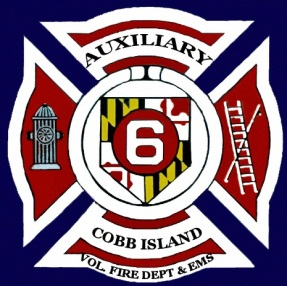 AUXILIARY
6
COBB ISLAND
VOL. FIRE DEPT & EMS